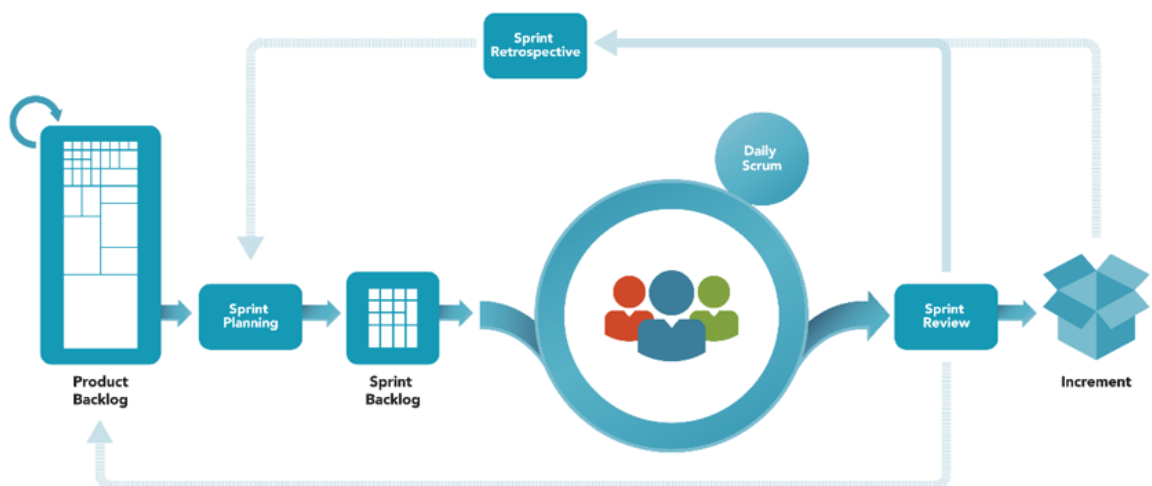 Sprint
Retrospective
Daily
Scrum
Sprint
Planning
Sprint
Review
Product
Backlog
Sprint
Backlog
Increment